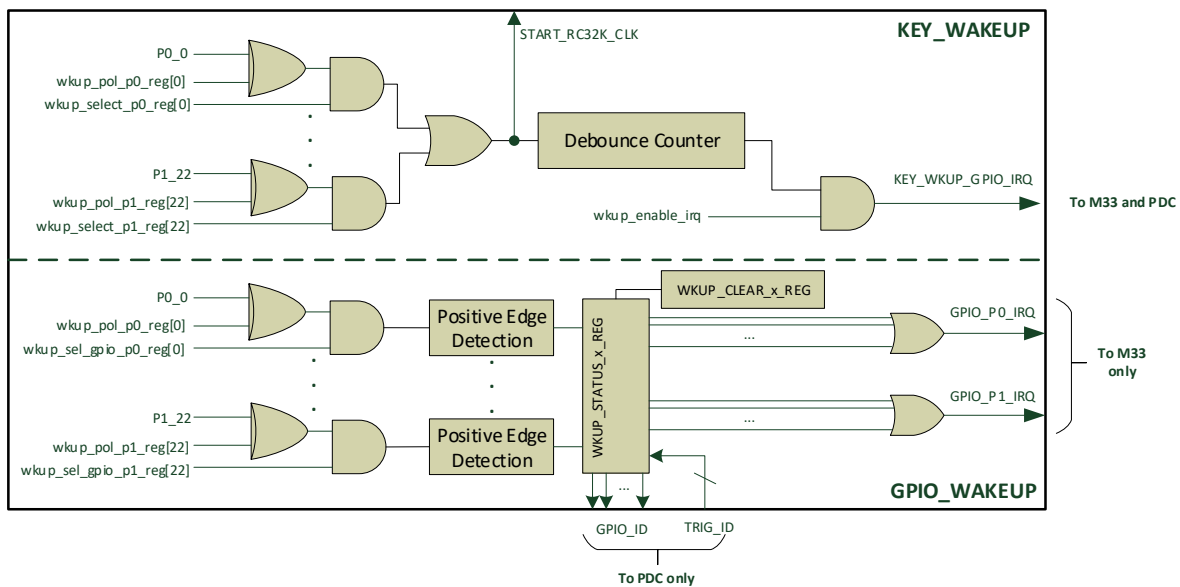 START_RC32K_CLK
KEY_WAKEUP
P0_0
wkup_pol_p0_reg[0]
wkup_select_p0_reg[0]
Debounce Counter
P1_22
wkup_pol_p1_reg[22]
wkup_select_p1_reg[22]
wkup_enable_irq
KEY_WKUP_GPIO_IRQ
To M33 and PDC
P0_0
wkup_pol_p0_reg[0]
wkup_sel_gpio_p0_reg[0]
Positive Edge
Detection
WKUP_STATUS_x_REG
WKUP_CLEAR_x_REG
...
GPIO_P0_IRQ
To M33
only
P1_22
wkup_pol_p1_reg[22]
wkup_sel_gpio_p1_reg[22]
Positive Edge
Detection
...
GPIO_P1_IRQ
GPIO_WAKEUP
...
GPIO_ID
TRIG_ID
To PDC only